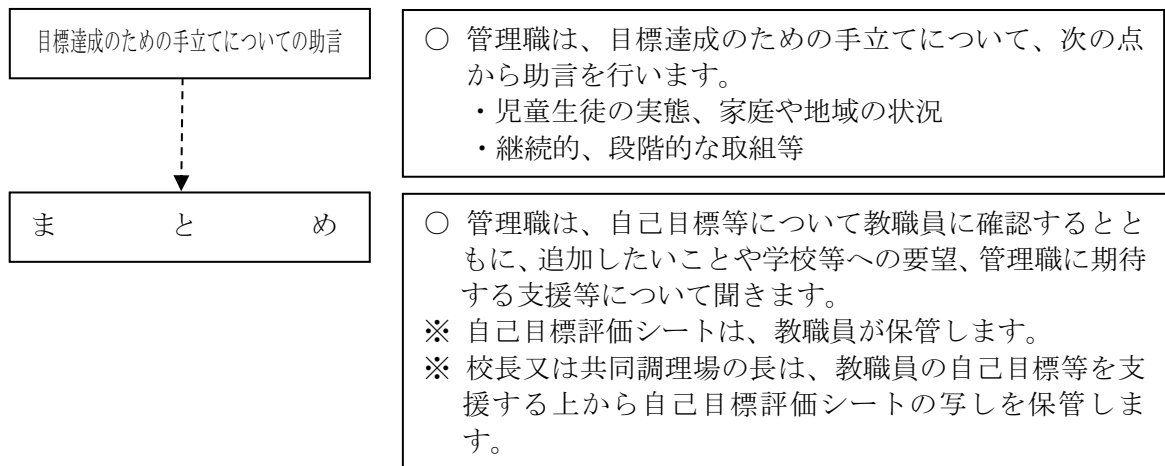 目標達成のための手立てについての助言
○ 管理職は、目標達成のための手立てについて、次の点
から助言を行います。
・児童生徒の実態、家庭や地域の状況
・継続的、段階的な取組等
ま と め
○ 管理職は、自己目標等について教職員に確認するとと
もに、追加したいことや学校等への要望、管理職に期待
する支援等について聞きます。
※ 自己目標評価シートは、教職員が保管します。
※ 校長又は共同調理場の長は、教職員の自己目標等を支
援する上から自己目標評価シートの写しを保管しま
す。